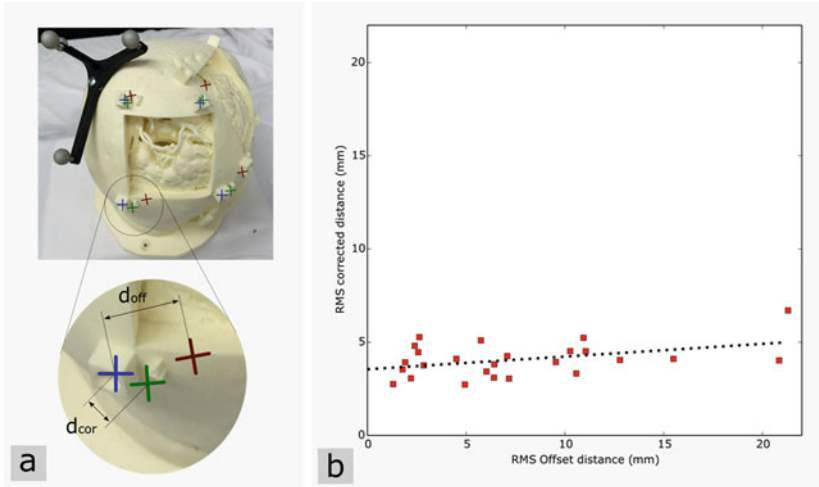 d_off
d_cor
a
RMS corrected distance (mm)
20
15
10
5
0
0
5
10
15
20
RMS Offset distance (mm)
b